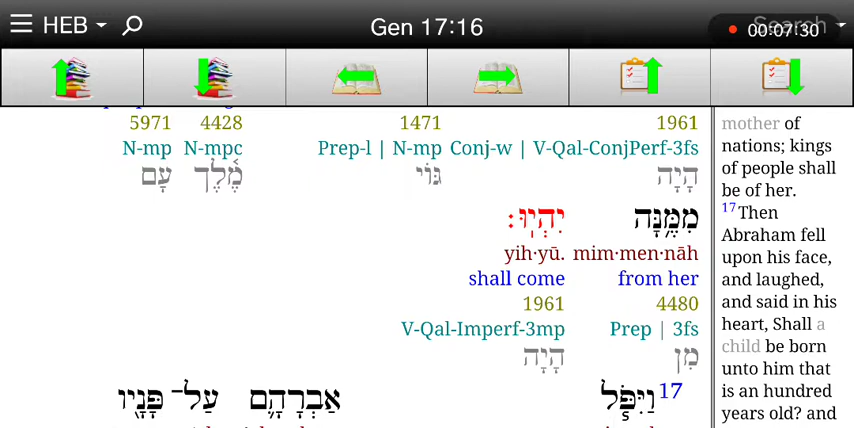 HEB
Gen 17:16
Search
00:07:30
5971 4428 1471 1961
N-mp N-mpc Prep-l | N-mp Conj-w | V-Qal-ConjPerf-3fs
הָיָה גּוֹי מֶ֫לֶך עָם
מִמֶּ֥נָּה יִהְיֽוּ׃
yih·yū. mim·men·nāh
shall come from her
1961 4480
V-Qal-Imperf-3mp Prep | 3fs
מִן הָיָה
17 וַיִּפֹּ֧ל אַבְרָהָ֛ם עַל־ פָּנָ֖יו
mother of
nations; kings
of people shall
be of her.
17Then
Abraham fell
upon his face,
and laughed,
and said in his
heart, Shall a
child be born
unto him that
is an hundred
years old? and